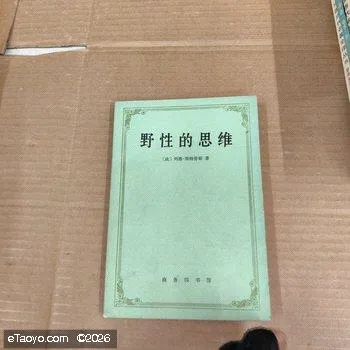 野性的思维
〔法〕列维-斯特劳斯 著
商务印书馆
eTaoyo.com ©2026